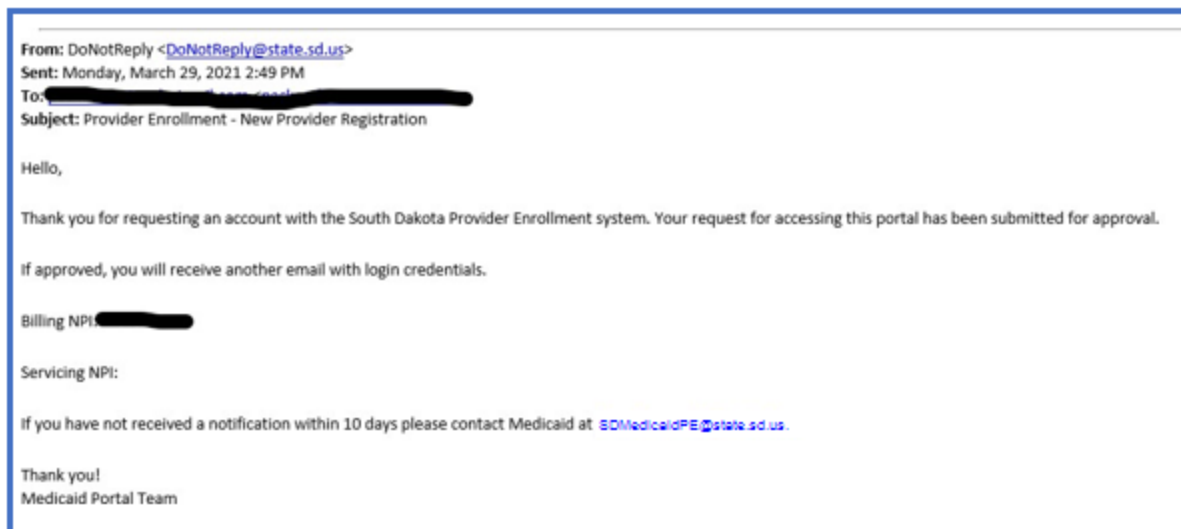 From: DoNotReply <DoNotReply@state.sd.us>
Sent: Monday, March 29, 2021 2:49 PM
To:
Subject: Provider Enrollment - New Provider Registration
Hello,
Thank you for requesting an account with the South Dakota Provider Enrollment system. Your request for accessing this portal has been submitted for approval.
If approved, you will receive another email with login credentials.
Billing NPI:
Servicing NPI:
If you have not received a notification within 10 days please contact Medicaid at SDMedicaidPE@state.sd.us.
Thank you!
Medicaid Portal Team